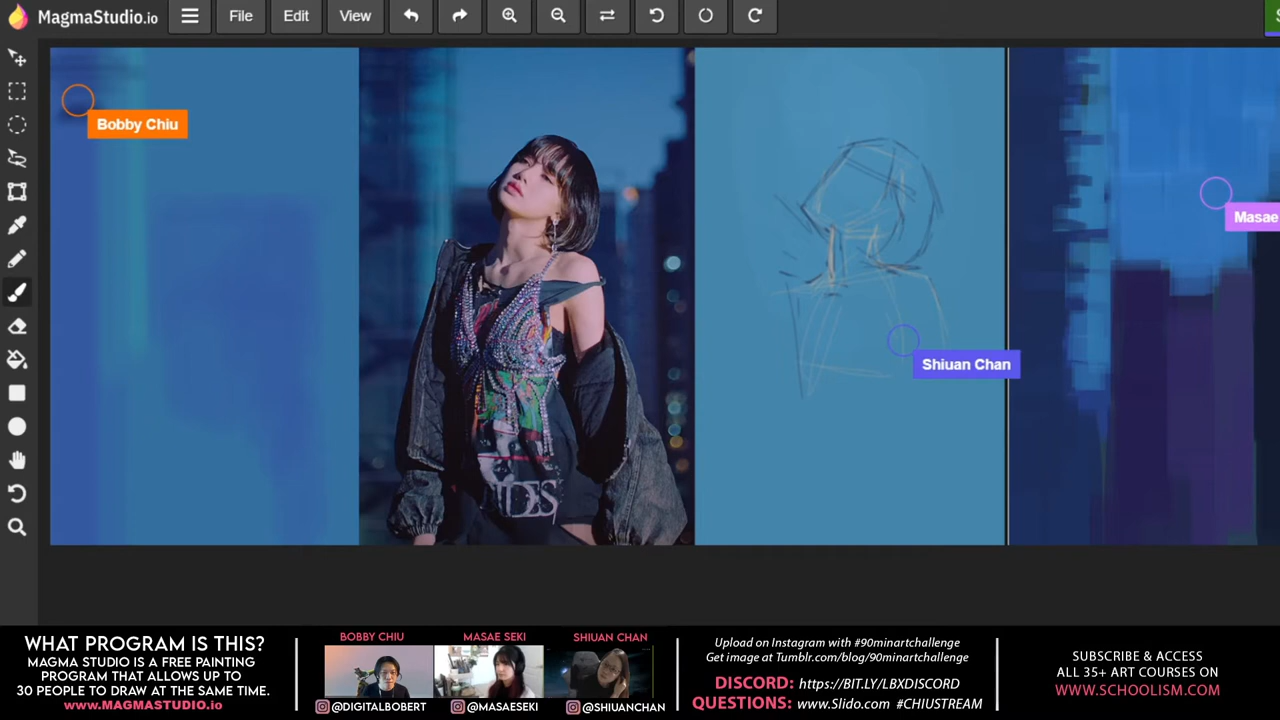 MagmaStudio.io
File
Edit
View
Bobby Chiu
Masae
Shiuan Chan
WHAT PROGRAM IS THIS?
MAGMA STUDIO IS A FREE PAINTING
PROGRAM THAT ALLOWS UP TO
30 PEOPLE TO DRAW AT THE SAME TIME.
www.MAGMASTUDIO.io
BOBBY CHIU
MASAE SEKI
SHIUAN CHAN
@DIGITALBOBERT
@MASAESEKI
@SHIUANCHAN
Upload on Instagram with #90minartchallenge
Get image at Tumblr.com/blog/90minartchallenge
DISCORD: https://BIT.LY/LBXDISCORD
QUESTIONS: www.Slido.com #CHIUSTREAM
SUBSCRIBE & ACCESS
ALL 35+ ART COURSES ON
WWW.SCHOOLISM.COM